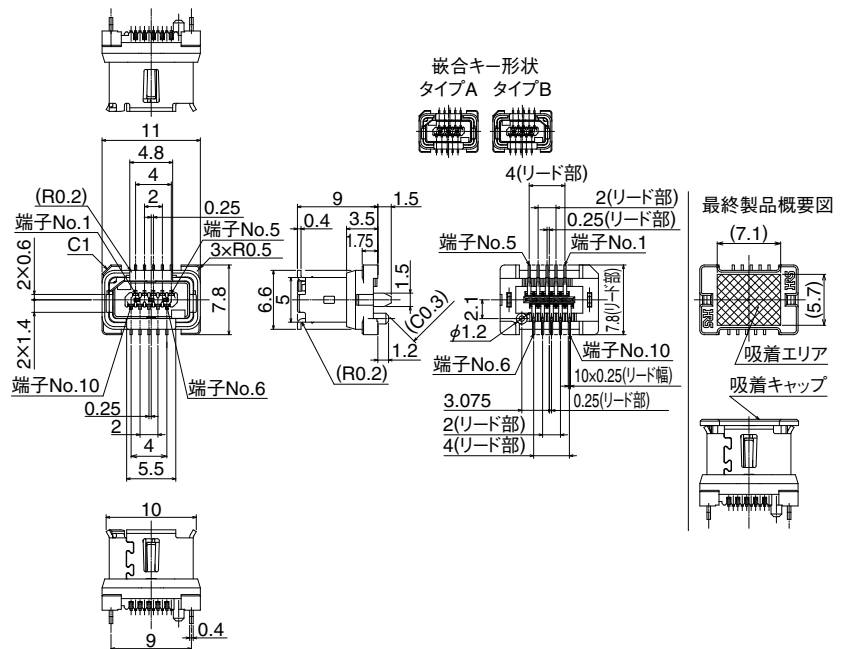 嵌合キー形状
タイプA タイプB
11
4.8
4
2
0.25
(R0.2)
端子No.1
端子No.5
C1
3×R0.5
2×0.6
2×1.4
7.8
端子No.10
端子No.6
0.25
2
4
5.5
9
1.5
0.4
3.5
1.75
6.6
5
1.5
(C0.3)
1.2
(R0.2)
4(リード部)
2(リード部)
0.25(リード部)
端子No.5
端子No.1
2.1
7.8(リード部)
φ1.2
端子No.6
端子No.10
10×0.25(リード幅)
3.075
0.25(リード部)
2(リード部)
4(リード部)
最終製品概要図
(7.1)
(5.7)
HRS
HRS
吸着エリア
吸着キャップ
10
0.4
9